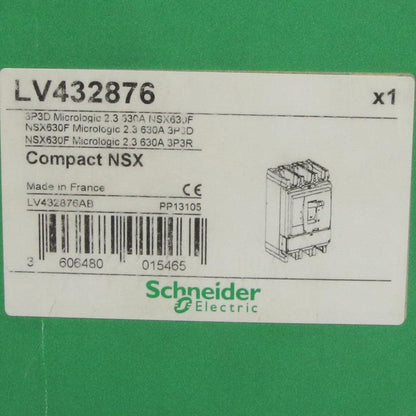 LV432876 x1
3P3D Micrologic 2.3 630A NSX630F
NSX630F Micrologic 2.3 630A 3P3D
NSX630F Micrologic 2.3 630A 3P3R
Compact NSX
Made in France CE
LV432876AB PP13105
3 606480 015465
Schneider
Electric